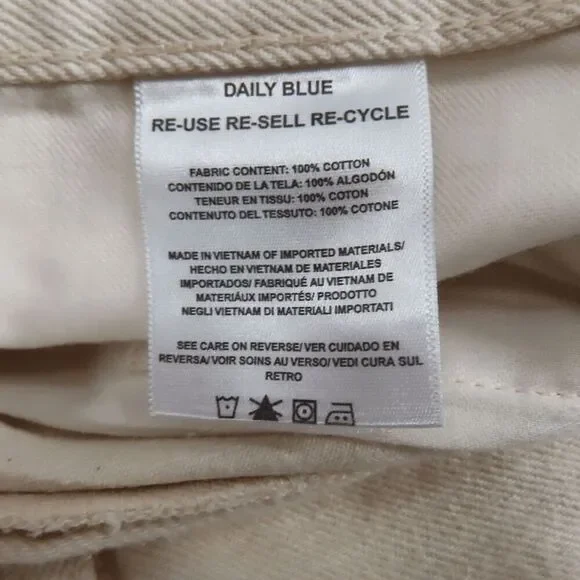 DAILY BLUE
RE-USE RE-SELL RE-CYCLE
FABRIC CONTENT: 100% COTTON
CONTENIDO DE LA TELA: 100% ALGODÓN
TENEUR EN TISSU: 100% COTON
CONTENUTO DEL TESSUTO: 100% COTONE
MADE IN VIETNAM OF IMPORTED MATERIALS/
HECHO EN VIETNAM DE MATERIALES
IMPORTADOS/ FABRIQUÉ AU VIETNAM DE
MATERIÁUX IMPORTÉS/ PRODOTTO
NEGLI VIETNAM DI MATERIALI IMPORTATI
SEE CARE ON REVERSE/VER CUIDADO EN
REVERSA/VOIR SOINS AU VERSO/VEDI CURA SUL
RETRO